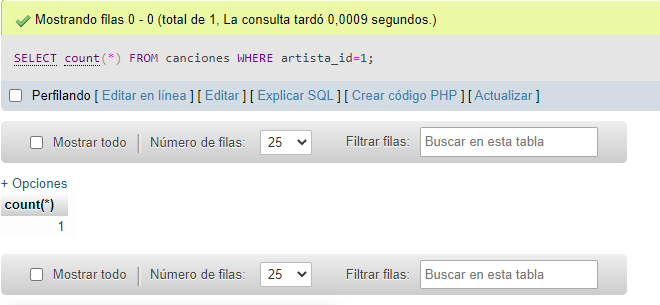 Mostrando filas 0 - 0 (total de 1, La consulta tardó 0,0009 segundos.)
SELECT count(*) FROM canciones WHERE artista_id=1;
Perfilando [ Editar en línea ] [ Editar ] [ Explicar SQL ] [ Crear código PHP ] [ Actualizar ]
Mostrar todo | Número de filas: 25 Filtrar filas: Buscar en esta tabla
+ Opciones
count(*)
1
Mostrar todo | Número de filas: 25 Filtrar filas: Buscar en esta tabla